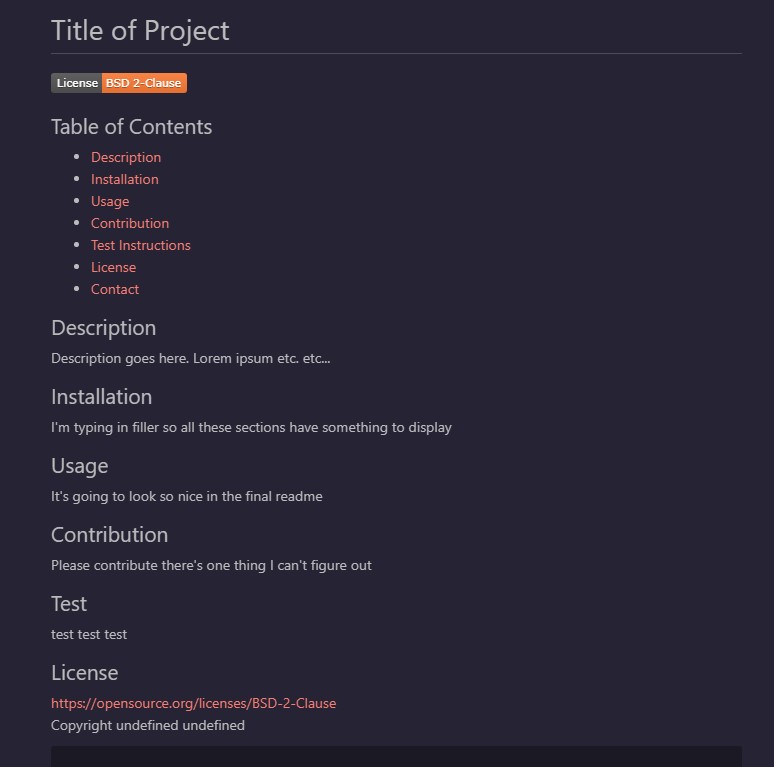 Title of Project
License BSD 2-Clause
Table of Contents
Description
Installation
Usage
Contribution
Test Instructions
License
Contact
Description
Description goes here. Lorem ipsum etc. etc...
Installation
I'm typing in filler so all these sections have something to display
Usage
It's going to look so nice in the final readme
Contribution
Please contribute there's one thing I can't figure out
Test
test test test
License
https://opensource.org/licenses/BSD-2-Clause
Copyright undefined undefined